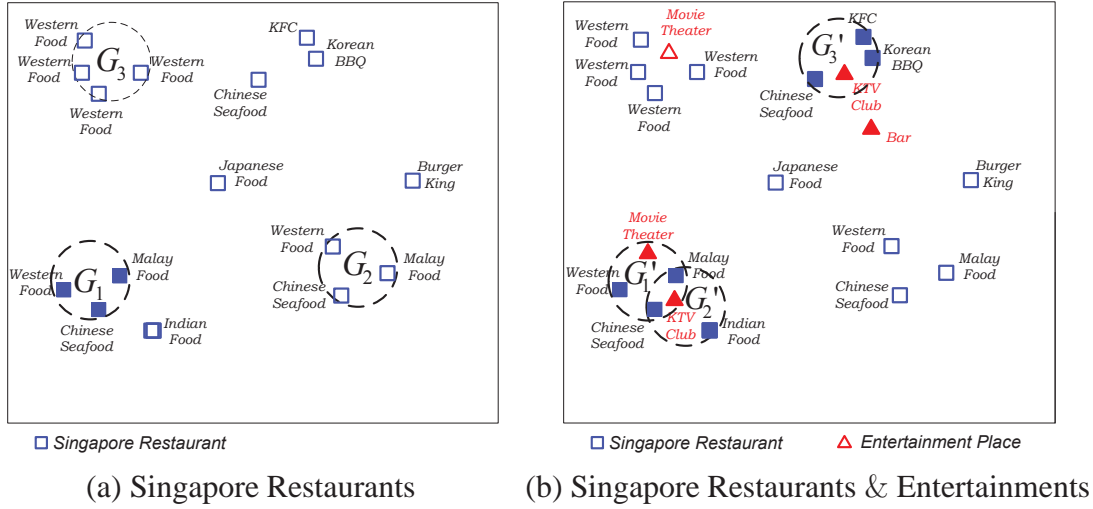 Western
Food
G3
Western
Food
Western
Food
Western
Food
KFC
Korean
BBQ
Chinese
Seafood
Japanese
Food
Burger
King
Western
Food
G1
Malay
Food
Chinese
Seafood
Indian
Food
Western
Food
G2
Malay
Food
Chinese
Seafood
Singapore Restaurant
(a) Singapore Restaurants
Western
Food
Movie
Theater
Western
Food
Western
Food
Western
Food
KFC
G3'
Korean
BBQ
Chinese
Seafood
KTV
Club
Bar
Japanese
Food
Burger
King
Movie
Theater
Western
Food
G1'
Malay
Food
G2'
Chinese
Seafood
KTV
Club
Indian
Food
Western
Food
Malay
Food
Chinese
Seafood
Singapore Restaurant
Entertainment Place
(b) Singapore Restaurants & Entertainments